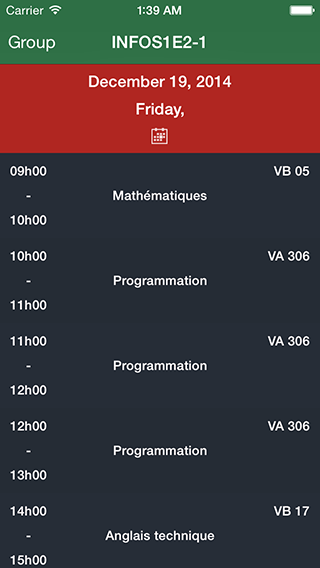 Carrier 1:39 AM
Group INFOS1E2-1
December 19, 2014
Friday,
09h00 VB 05
- Mathématiques
10h00
10h00 VA 306
- Programmation
11h00
11h00 VA 306
- Programmation
12h00
12h00 VA 306
- Programmation
13h00
14h00 VB 17
- Anglais technique
15h00